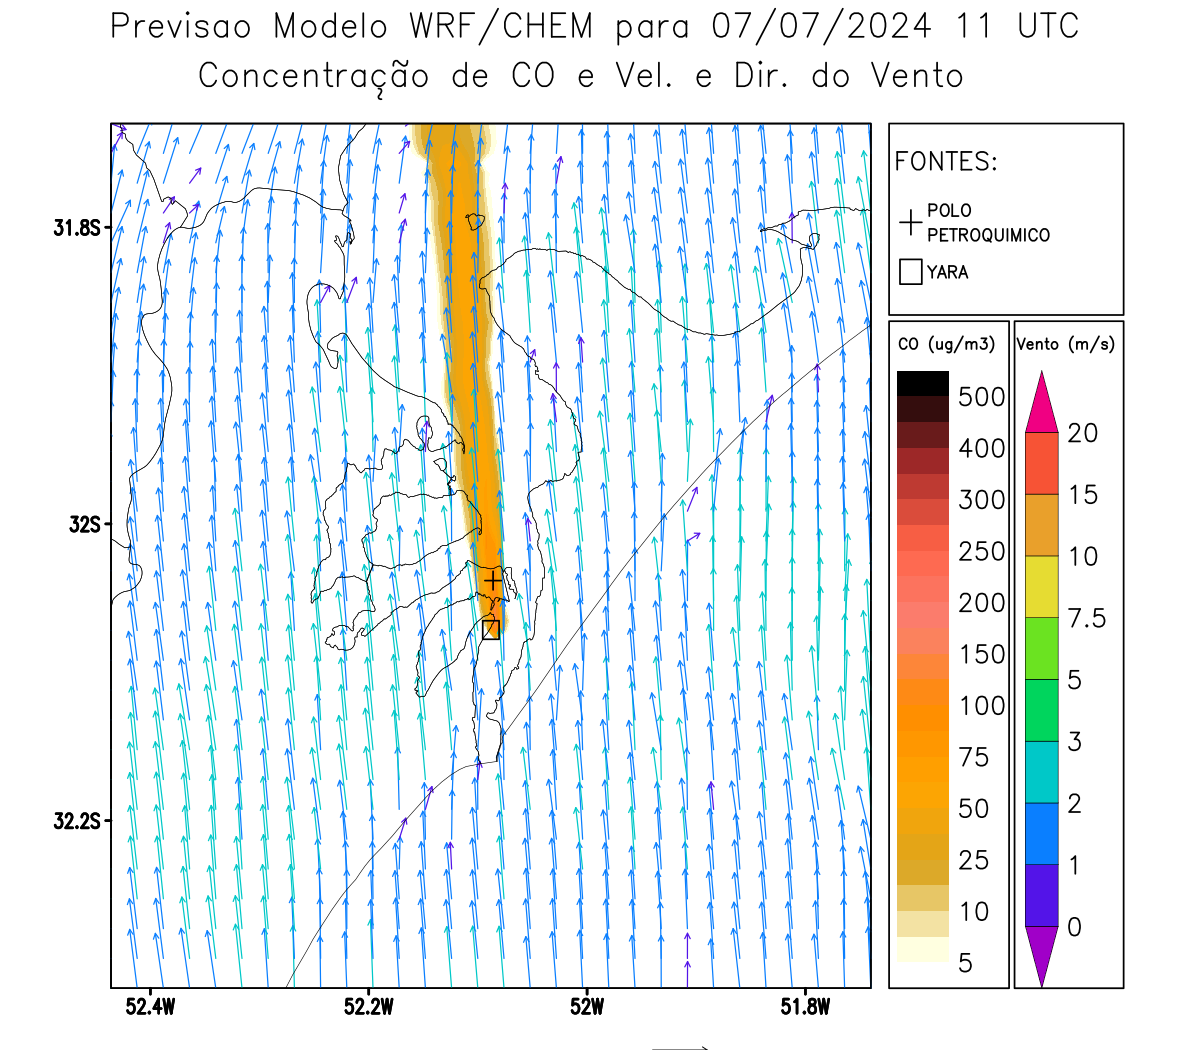 Previsao Modelo WRF/CHEM para 07/07/2024 11 UTC
Concentração de CO e Vel. e Dir. do Vento
FONTES:
POLO
PETROQUIMICO
YARA
CO (ug/m3)
500
400
300
250
200
150
100
75
50
25
10
5
Vento (m/s)
20
15
10
7.5
5
3
2
1
0
31.8S
32S
32.2S
52.4W
52.2W
52W
51.8W